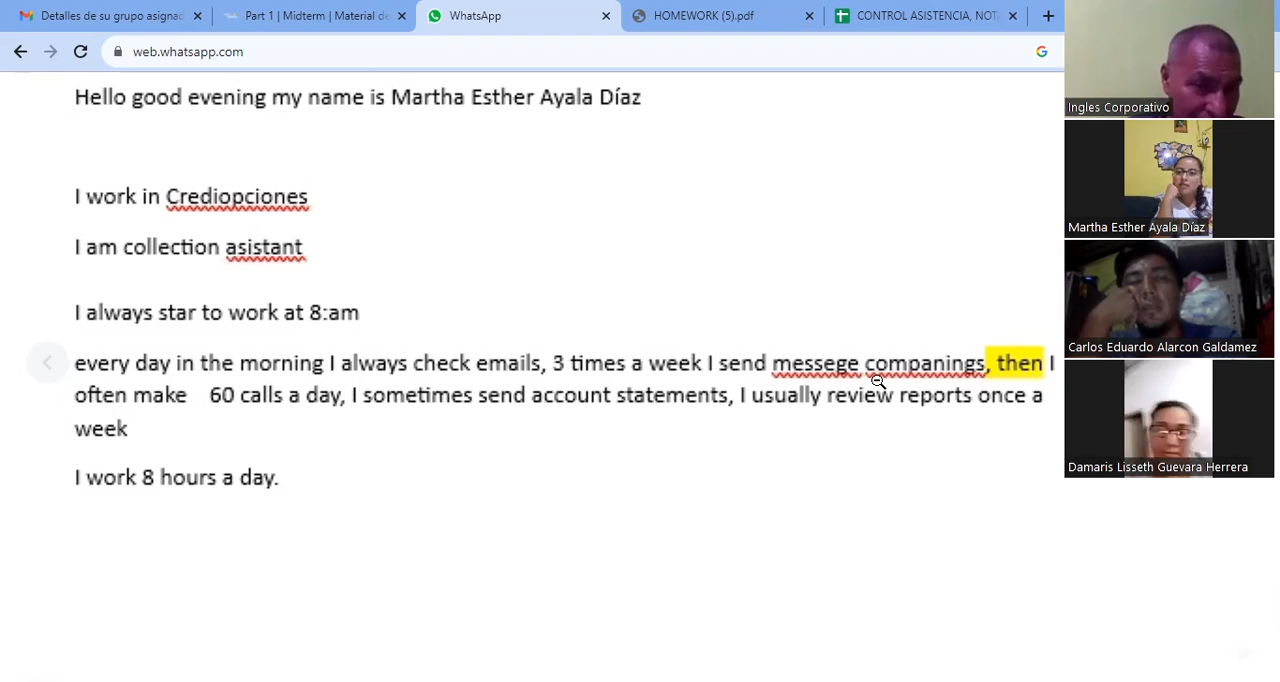 Detalles de su grupo asignad
Part 1 | Midterm | Material de
WhatsApp
HOMEWORK (5).pdf
CONTROL ASISTENCIA, NOT
web.whatsapp.com
Hello good evening my name is Martha Esther Ayala Díaz
I work in Crediopciones
I am collection asistant
I always star to work at 8:am
every day in the morning I always check emails, 3 times a week I send messege companings, then I
often make 60 calls a day, I sometimes send account statements, I usually review reports once a
week
I work 8 hours a day.
Ingles Corporativo
Martha Esther Ayala Díaz
Carlos Eduardo Alarcon Galdamez
Damaris Lisseth Guevara Herrera